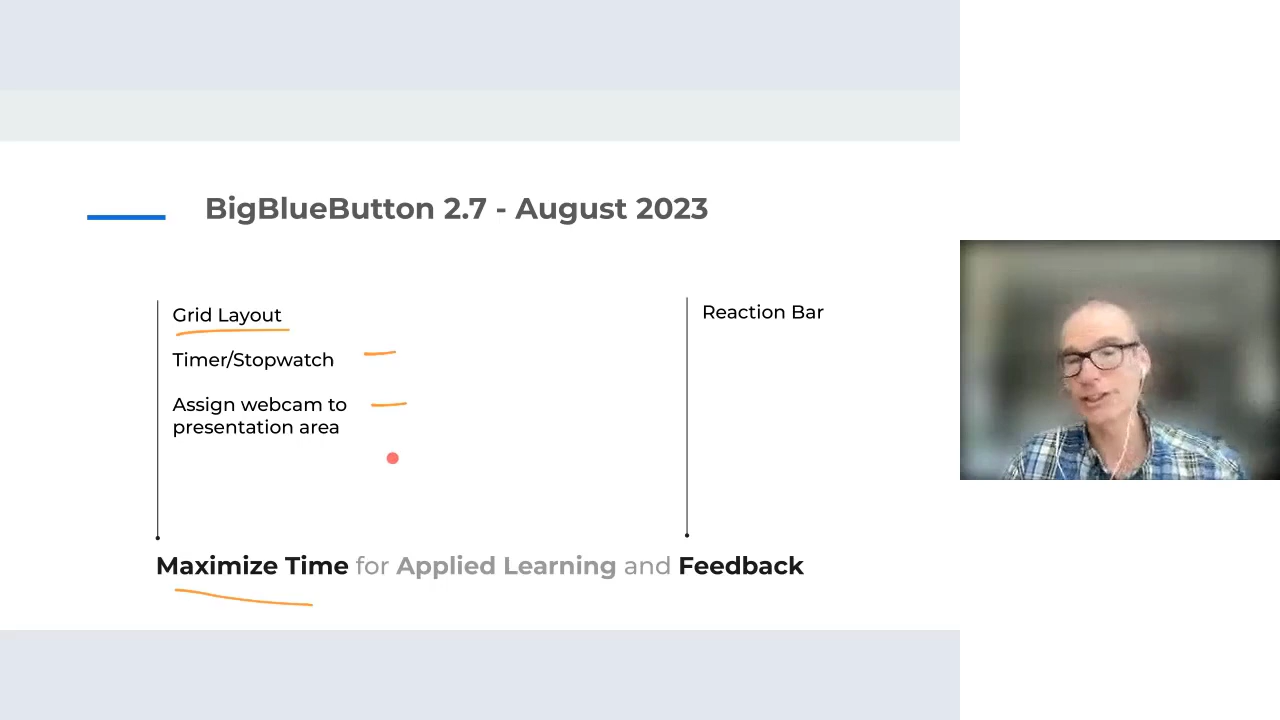 BigBlueButton 2.7 - August 2023
Grid Layout
Timer/Stopwatch
Assign webcam to
presentation area
Reaction Bar
Maximize Time for Applied Learning and Feedback